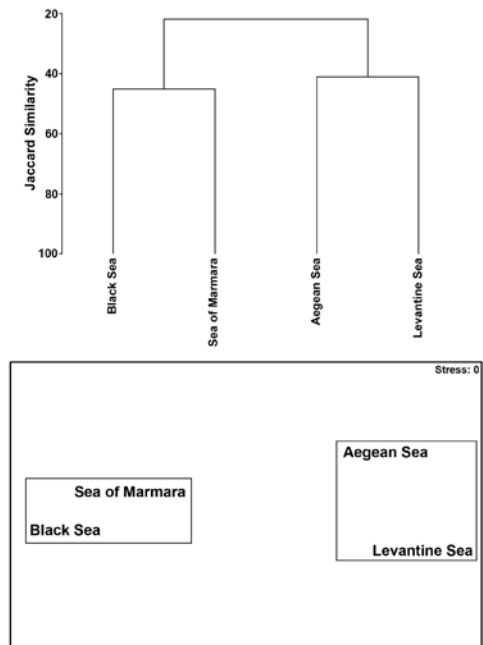 20
40
60
80
100
Jaccard Similarity
Black Sea
Sea of Marmara
Aegean Sea
Levantine Sea
Stress: 0
Aegean Sea
Sea of Marmara
Black Sea
Levantine Sea